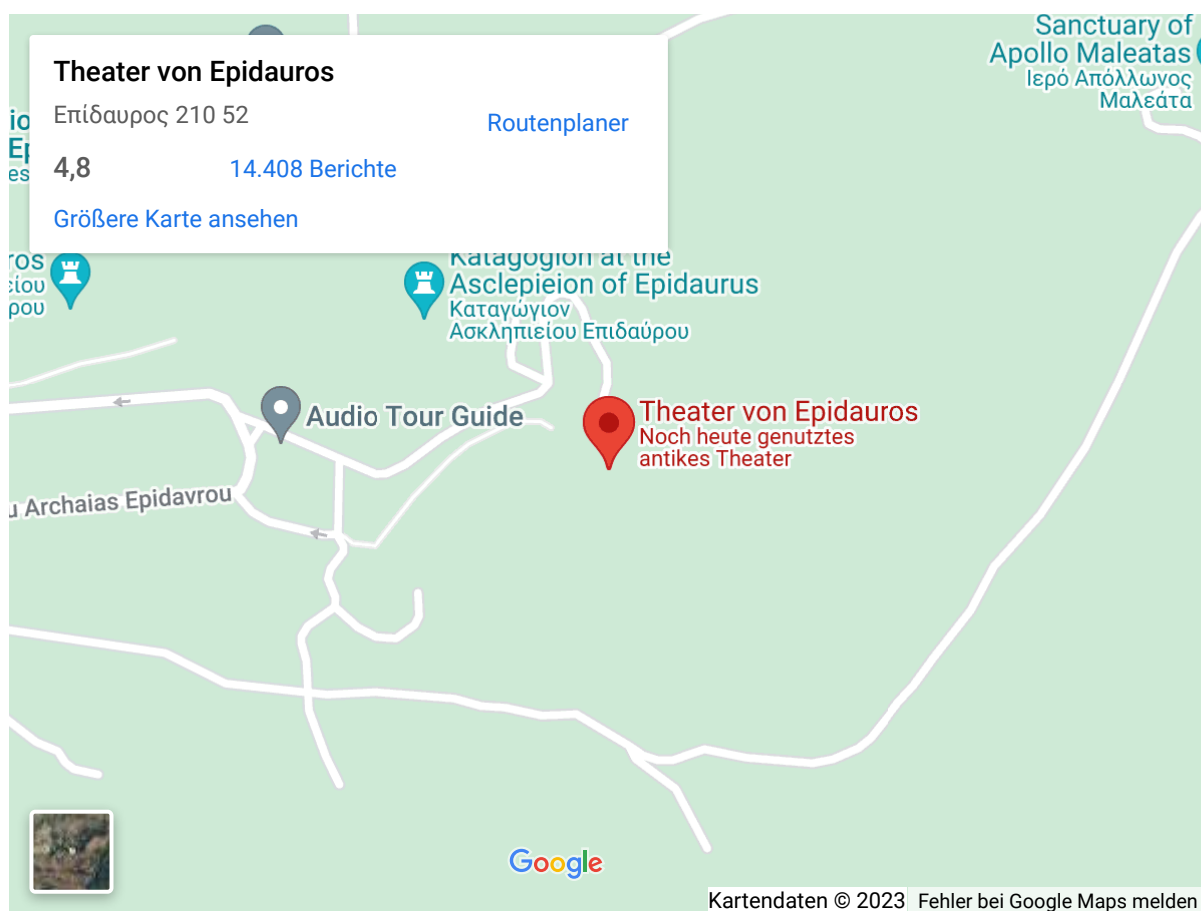 Theater von Epidauros
Επίδαυρος 210 52
Routenplaner
4,8
14.408 Berichte
Größere Karte ansehen
Sanctuary of
Apollo Maleatas
Ιερό Απόλλωνος
Μαλεάτα
Katagogion at the
Asclepieion of Epidaurus
Καταγώγιον
Ασκληπιείου Επιδαύρου
Audio Tour Guide
Theater von Epidauros
Noch heute genutztes
antikes Theater
Archaias Epidavrou
Google
Kartendaten © 2023
Fehler bei Google Maps melden